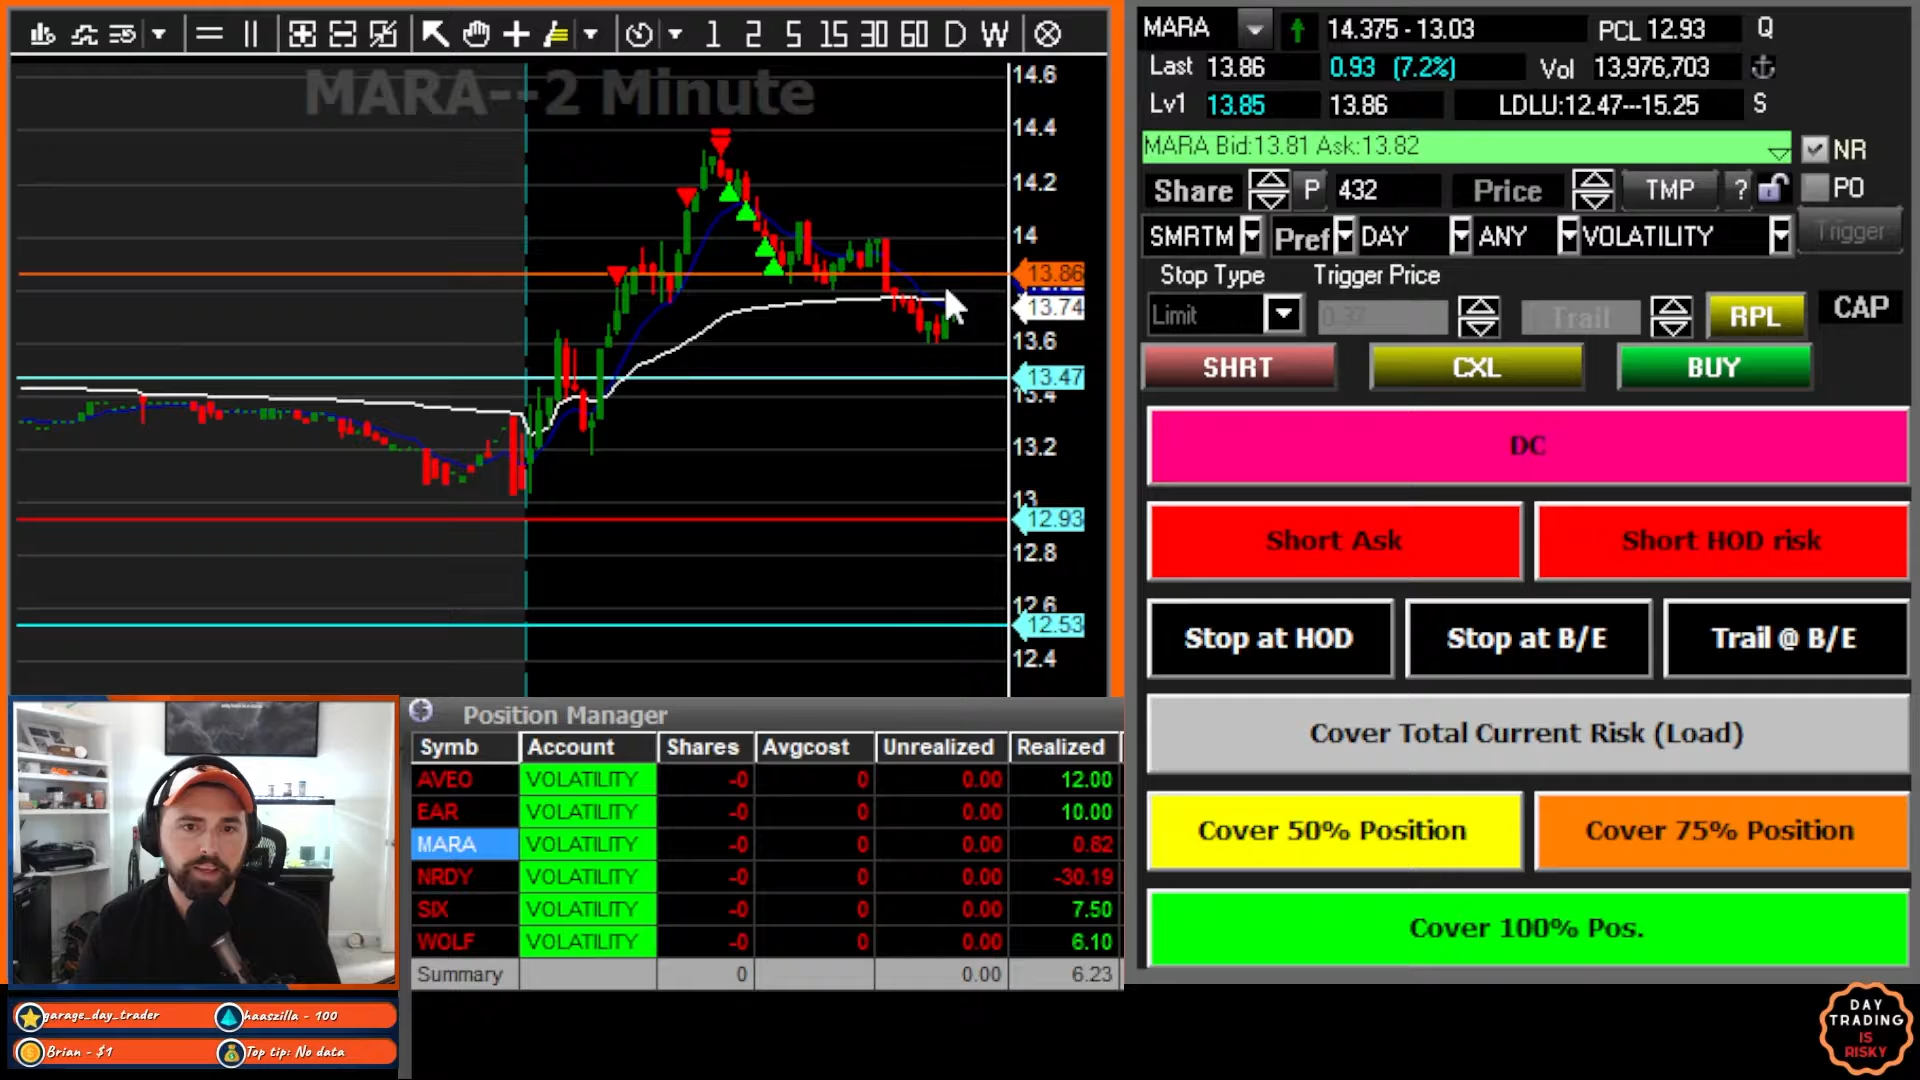 1 2 5 15 30 60 D W
MARA--2 Minute
14.6
14.4
14.2
14
13.86
13.74
13.6
13.47
13.4
13.2
13
12.93
12.8
12.6
12.53
12.4
MARA 14.375 - 13.03 PCL 12.93 Q
Last 13.86 0.93 (7.2%) Vol 13,976,703
Lv1 13.85 13.86 LDLU:12.47---15.25 S
MARA Bid:13.81 Ask:13.82 NR
Share P 432 Price TMP ? PO
SMRTM Pref DAY ANY VOLATILITY Trigger
Stop Type Trigger Price
Limit 0.37 Trail RPL CAP
SHRT CXL BUY
DC
Short Ask Short HOD risk
Stop at HOD Stop at B/E Trail @ B/E
Cover Total Current Risk (Load)
Cover 50% Position Cover 75% Position
Cover 100% Pos.
Position Manager
Symb Account Shares Avgcost Unrealized Realized
AVEO VOLATILITY -0 0 0.00 12.00
EAR VOLATILITY -0 0 0.00 10.00
MARA VOLATILITY -0 0 0.00 0.82
NRDY VOLATILITY -0 0 0.00 -30.19
SIX VOLATILITY -0 0 0.00 7.50
WOLF VOLATILITY -0 0 0.00 6.10
Summary 0 0.00 6.23
garage_day_trader haaszilla - 100
Brian - $1 Top tip: No data
DAY
TRADING
IS
RISKY